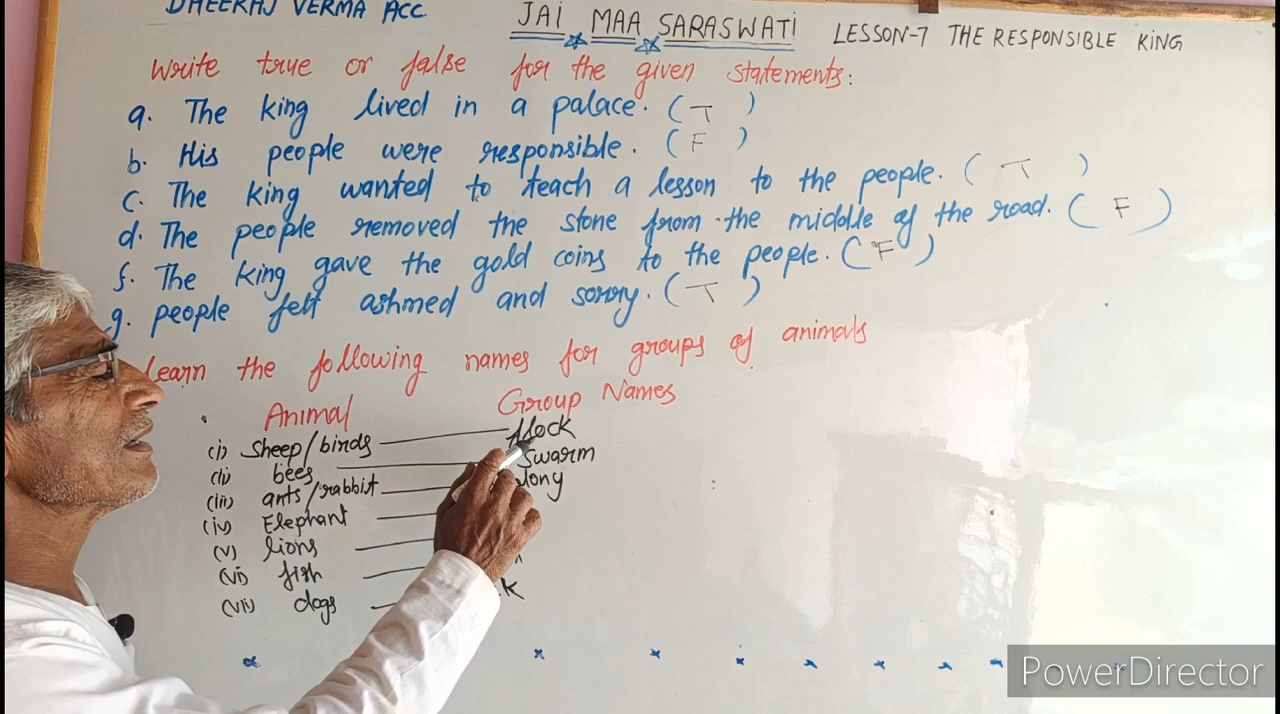 DHEERAJ VERMA ACC.
JAI MAA SARASWATI
LESSON-7 THE RESPONSIBLE KING
Write true or false for the given statements:
a. The king lived in a palace. (T)
b. His people were responsible. (F)
c. The king wanted to teach a lesson to the people. (T)
d. The people removed the stone from the middle of the road. (F)
f. The king gave the gold coins to the people. (F)
g. people felt ashmed and sorry. (T)
Learn the following names for groups of animals
Animal Group Names
(i) sheep/birds flock
(ii) bees swarm
(iii) ants/rabbit
(iv) Elephant
(v) lions
(vi) fish
(vii) dogs
PowerDirector